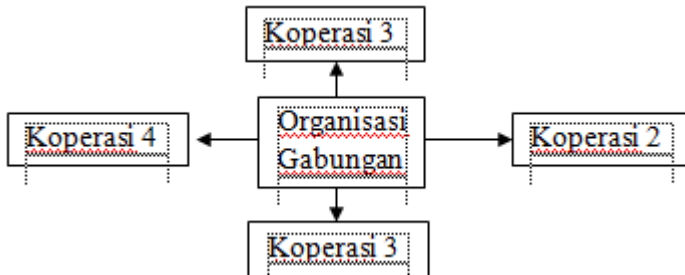 Koperasi 3
Organisasi
Gabungan
Koperasi 4
Koperasi 2
Koperasi 3